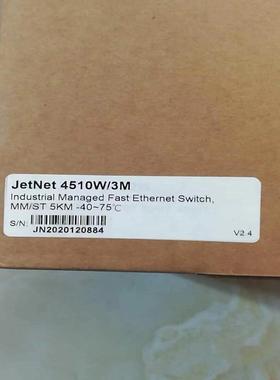 JetNet 4510W/3M
Industrial Managed Fast Ethernet Switch,
MM/ST 5KM -40~75℃
S/N:
JN2020120884
V2.4